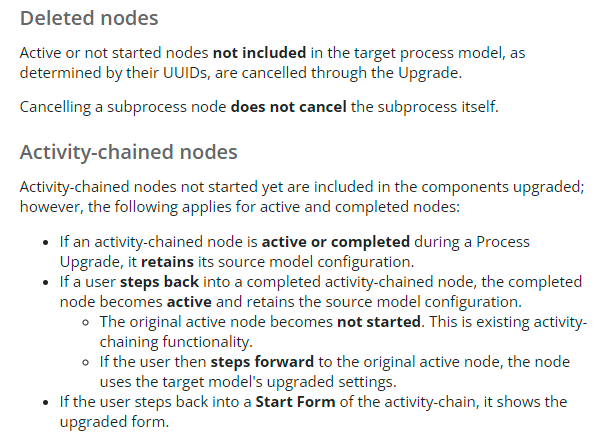 Deleted nodes
Active or not started nodes not included in the target process model, as
determined by their UUIDs, are cancelled through the Upgrade.
Cancelling a subprocess node does not cancel the subprocess itself.
Activity-chained nodes
Activity-chained nodes not started yet are included in the components upgraded;
however, the following applies for active and completed nodes:
• If an activity-chained node is active or completed during a Process
Upgrade, it retains its source model configuration.
• If a user steps back into a completed activity-chained node, the completed
node becomes active and retains the source model configuration.
○ The original active node becomes not started. This is existing activity-
chaining functionality.
○ If the user then steps forward to the original active node, the node
uses the target model's upgraded settings.
• If the user steps back into a Start Form of the activity-chain, it shows the
upgraded form.